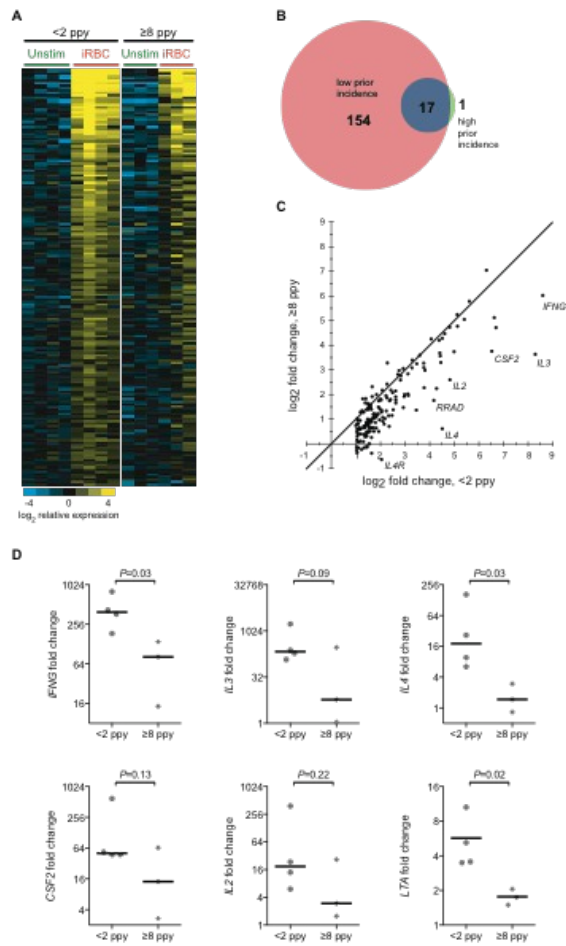 A
<2 ppy
≥8 ppy
Unstim
iRBC
Unstim
iRBC
-4
0
4
log2 relative expression
B
low prior
incidence
154
17
1
high
prior
incidence
C
9
8
7
6
5
4
3
2
1
-1
-1
1
2
3
4
5
6
7
8
9
log2 fold change, ≥8 ppy
log2 fold change, <2 ppy
IFNG
CSF2
IL3
IL2
RRAD
IL4
IL4R
D
P=0.03
1024
256
64
16
IFNG fold change
<2 ppy
≥8 ppy
P=0.09
32768
1024
32
1
IL3 fold change
<2 ppy
≥8 ppy
P=0.03
256
64
16
4
1
IL4 fold change
<2 ppy
≥8 ppy
P=0.13
1024
256
64
16
4
CSF2 fold change
<2 ppy
≥8 ppy
P=0.22
1024
256
64
16
4
1
IL2 fold change
<2 ppy
≥8 ppy
P=0.02
16
8
4
2
1
LTA fold change
<2 ppy
≥8 ppy